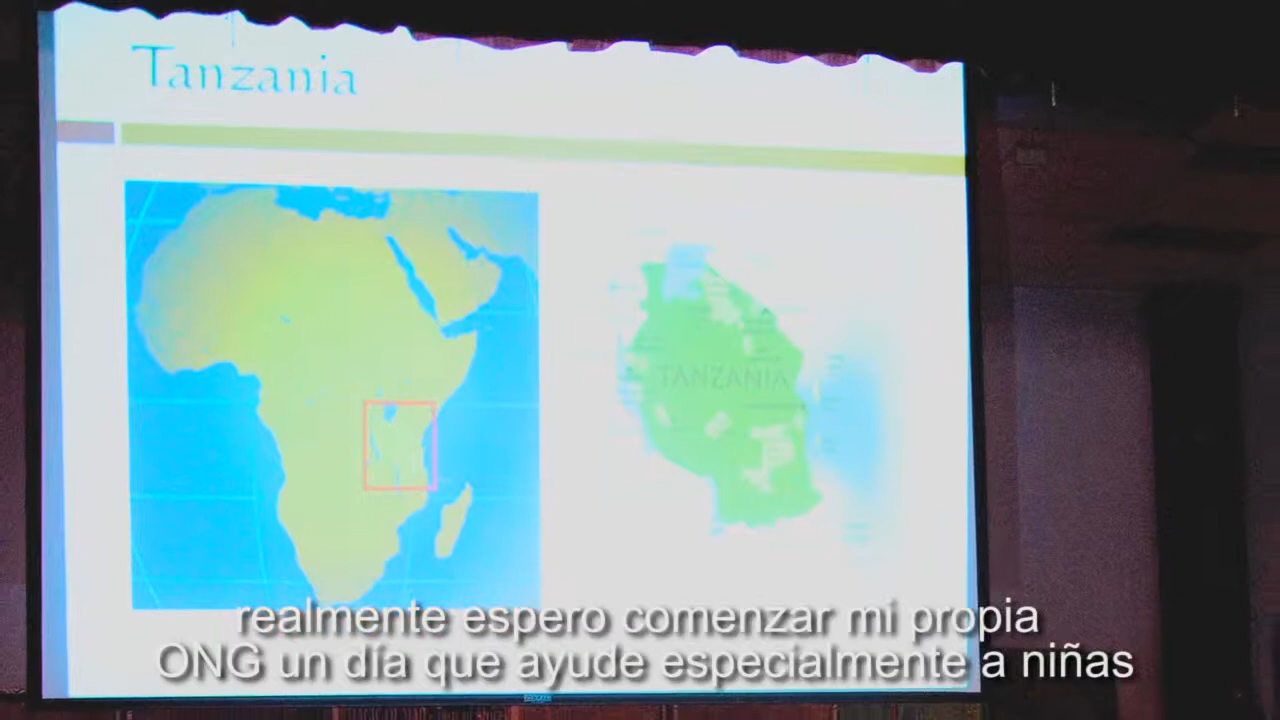 Tanzania
TANZANIA
realmente espero comenzar mi propia
ONG un día que ayude especialmente a niñas